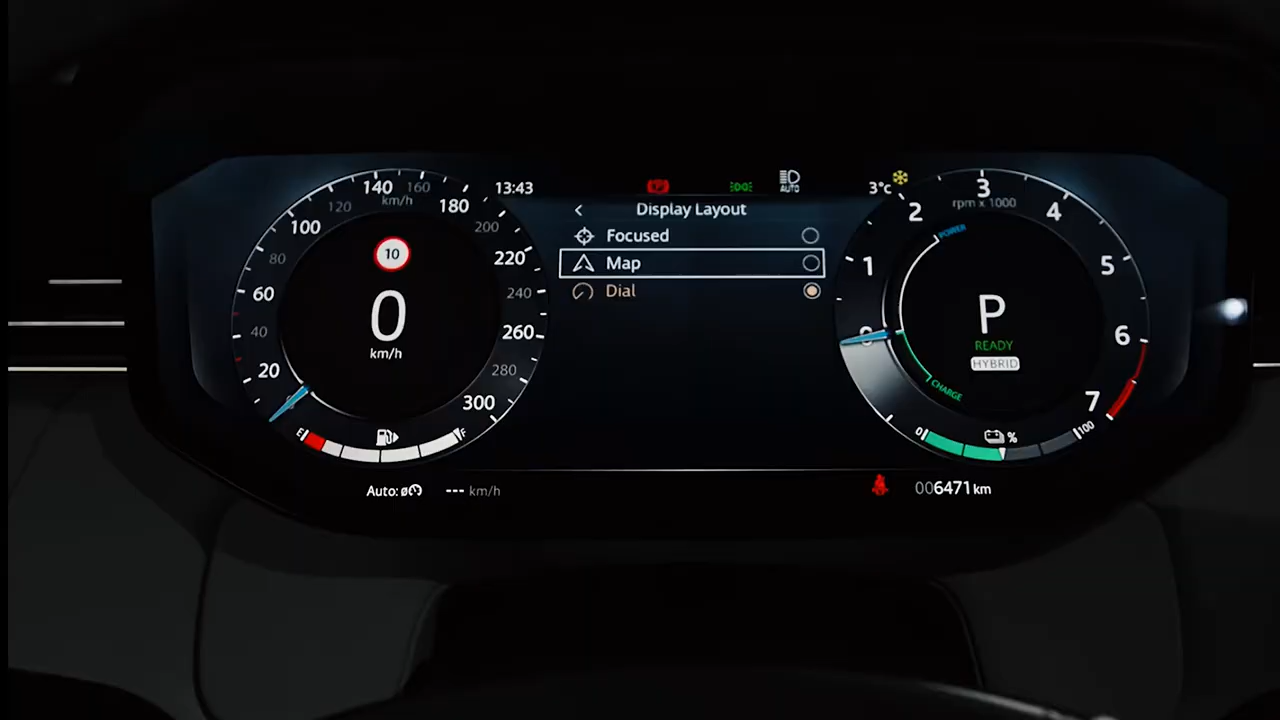 13:43
3°c
AUTO
Display Layout
Focused
Map
Dial
20
40
60
80
100
120
140
160
180
200
220
240
260
280
300
km/h
10
0
km/h
E
F
Auto:ø
--- km/h
0
1
2
3
4
5
6
7
rpm x 1000
POWER
P
READY
HYBRID
CHARGE
0
%
100
006471 km